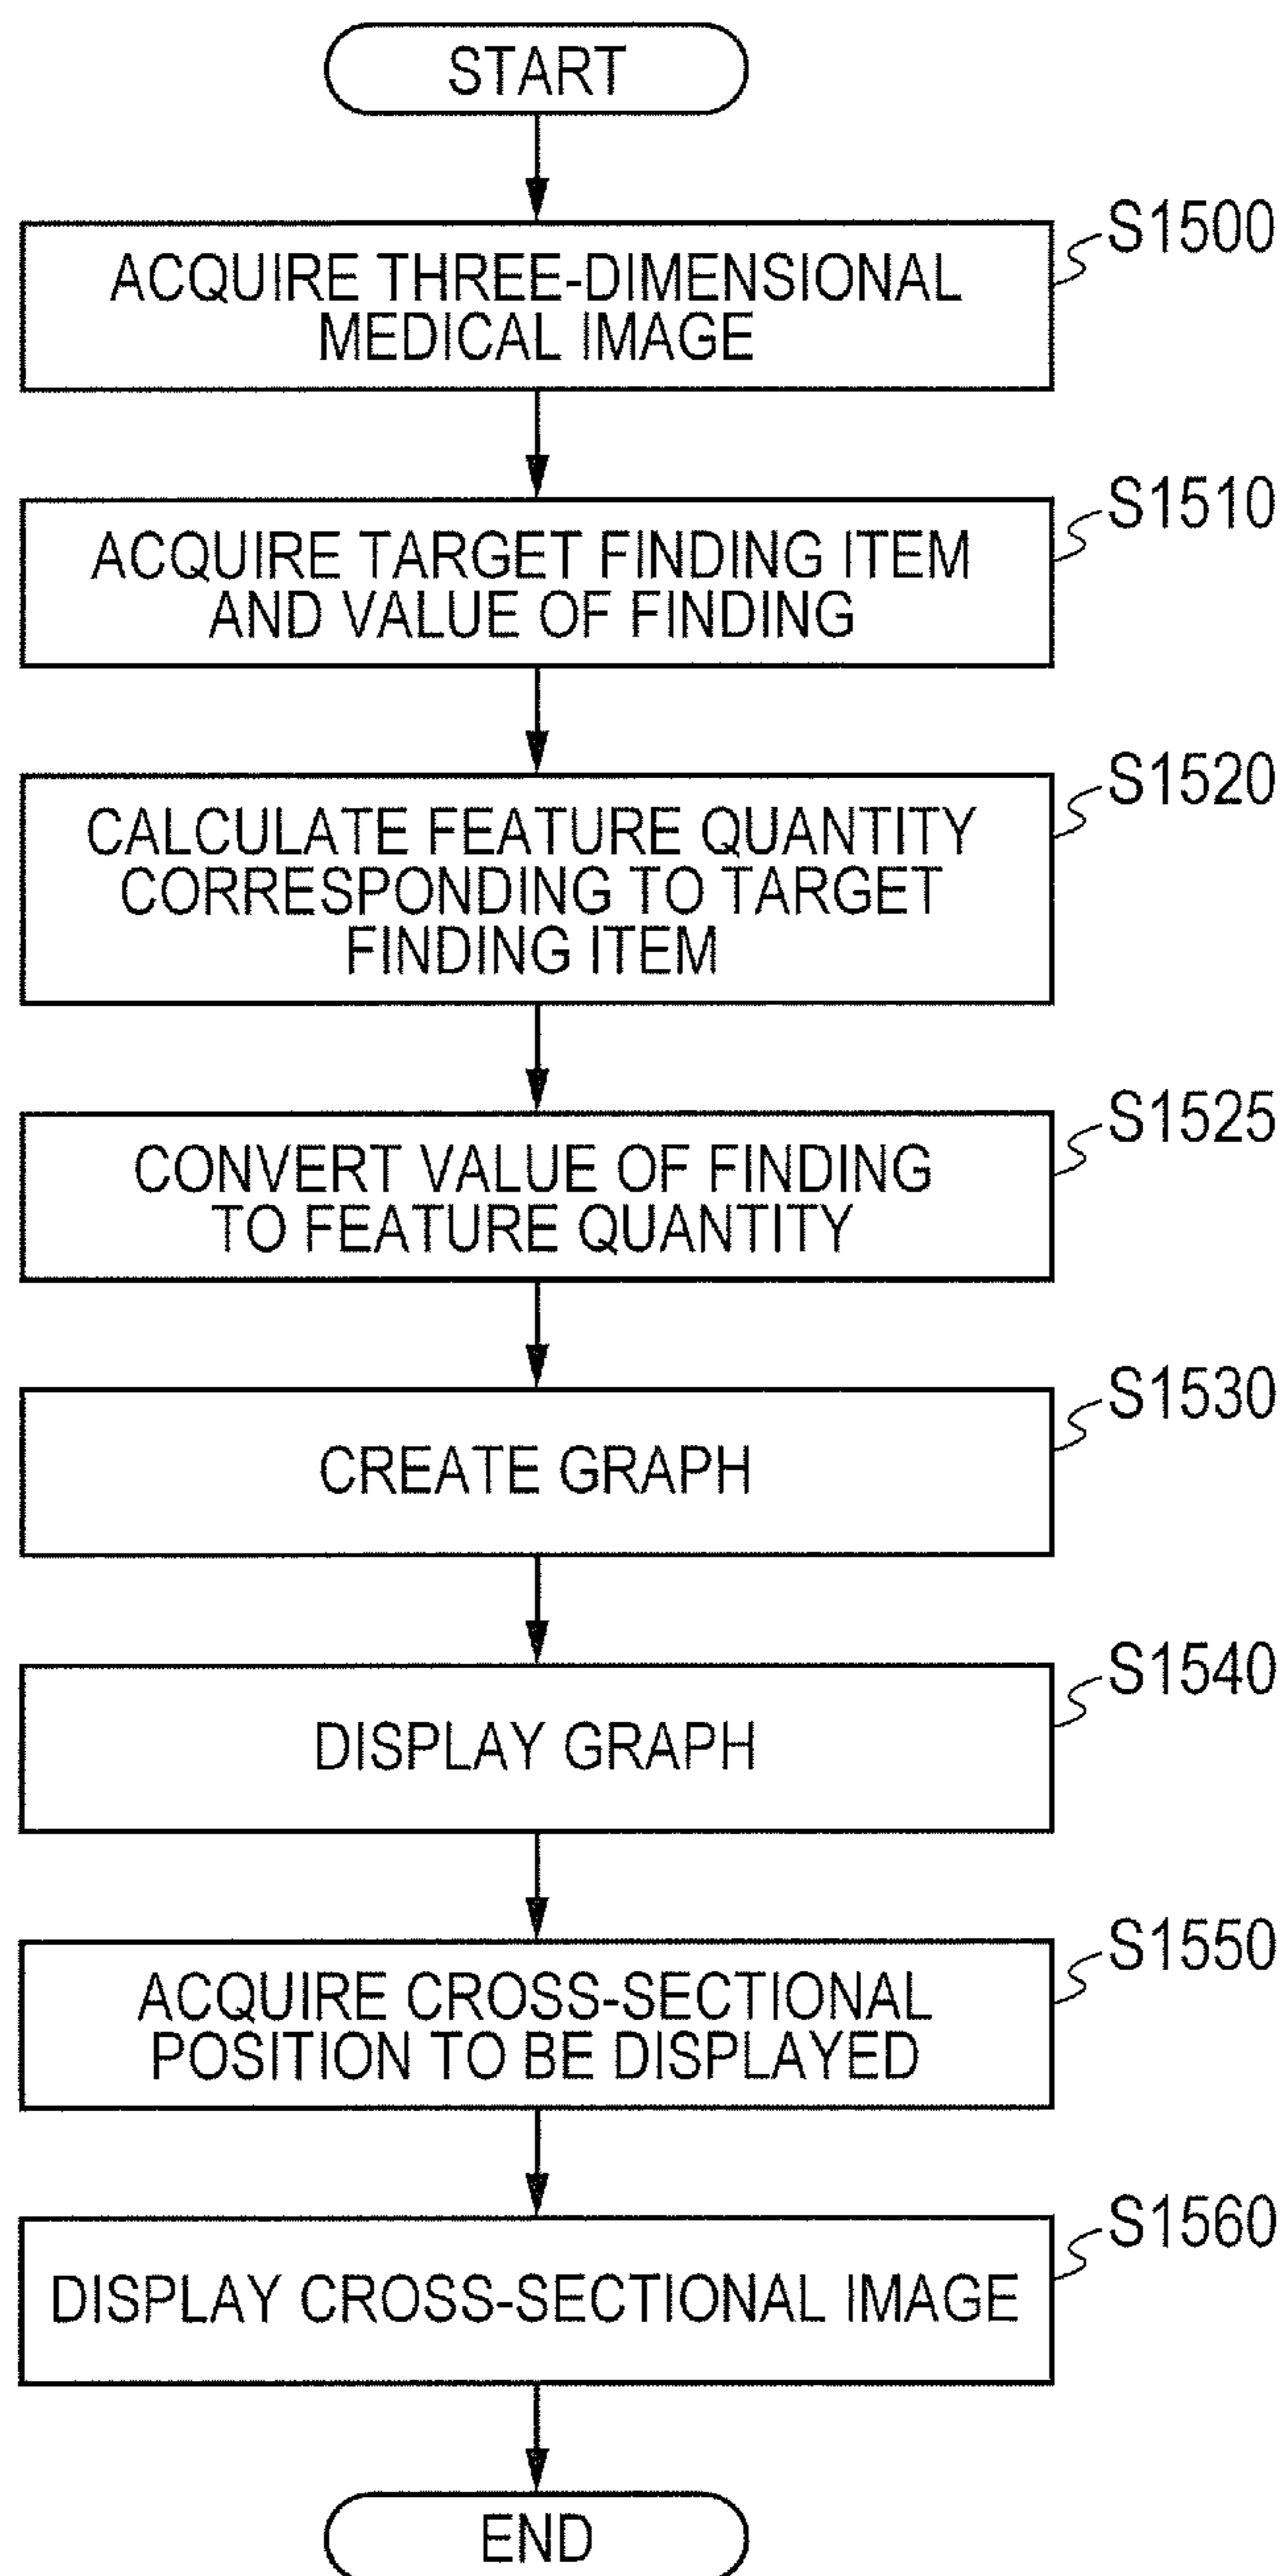 START
S1500
ACQUIRE THREE-DIMENSIONAL
MEDICAL IMAGE
S1510
ACQUIRE TARGET FINDING ITEM
AND VALUE OF FINDING
S1520
CALCULATE FEATURE QUANTITY
CORRESPONDING TO TARGET
FINDING ITEM
S1525
CONVERT VALUE OF FINDING
TO FEATURE QUANTITY
S1530
CREATE GRAPH
S1540
DISPLAY GRAPH
S1550
ACQUIRE CROSS-SECTIONAL
POSITION TO BE DISPLAYED
S1560
DISPLAY CROSS-SECTIONAL IMAGE
END